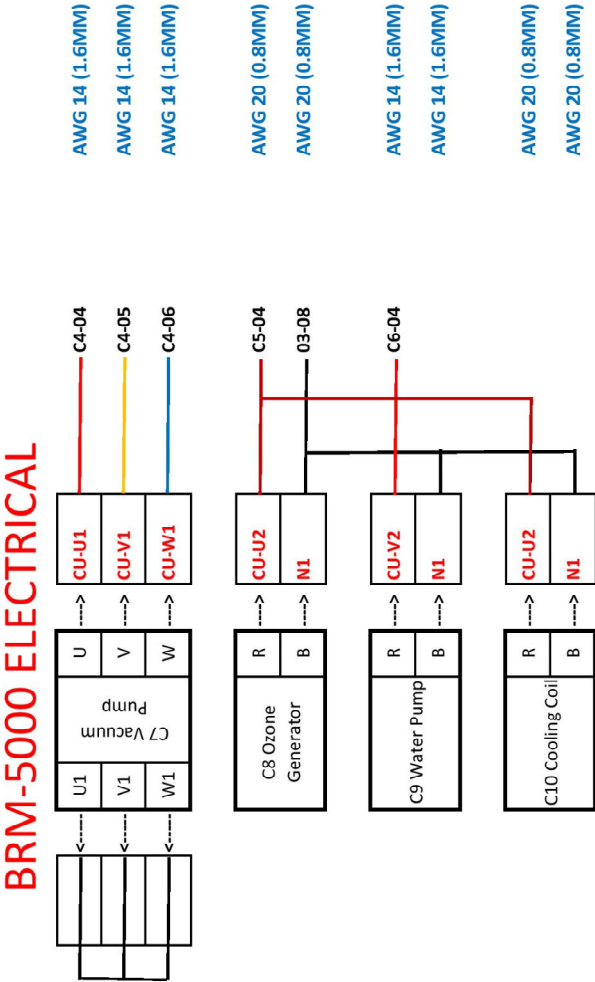 BRM-5000 ELECTRICAL
U1
V1
W1
C7 Vacuum
Pump
U
V
W
---->
---->
---->
CU-U1
CU-V1
CU-W1
C4-04
C4-05
C4-06
AWG 14 (1.6MM)
AWG 14 (1.6MM)
AWG 14 (1.6MM)
C8 Ozone
Generator
R
B
---->
---->
CU-U2
N1
C5-04
03-08
AWG 20 (0.8MM)
AWG 20 (0.8MM)
C9 Water Pump
R
B
---->
---->
CU-V2
N1
C6-04
AWG 14 (1.6MM)
AWG 14 (1.6MM)
C10 Cooling Coil
R
B
---->
---->
CU-U2
N1
AWG 20 (0.8MM)
AWG 20 (0.8MM)